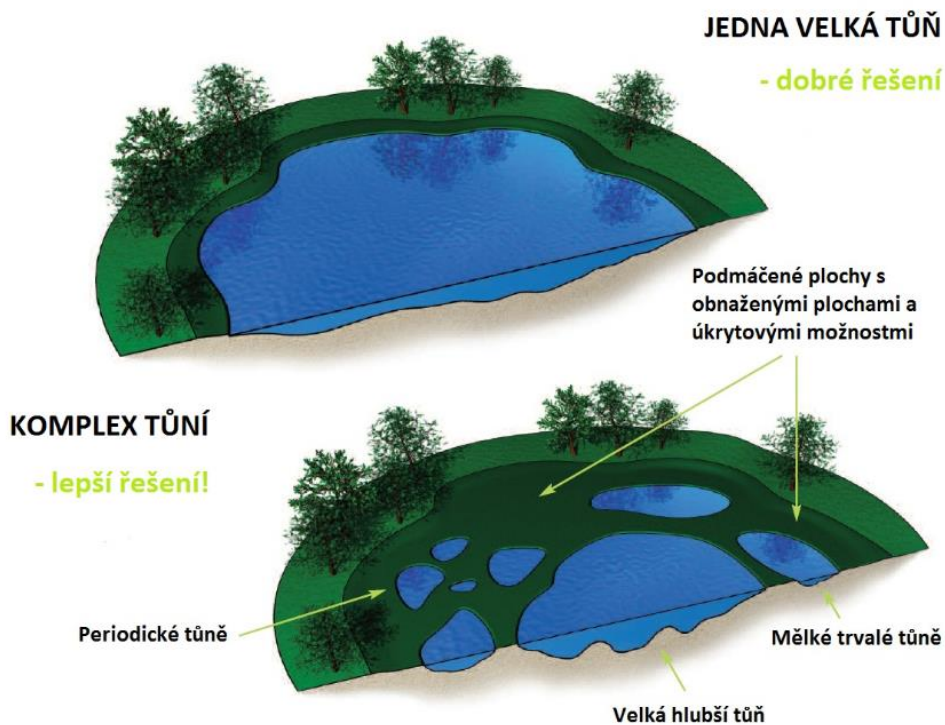 JEDNA VELKÁ TŮŇ
- dobré řešení
Podmáčené plochy s
obnaženými plochami a
úkrytovými možnostmi
KOMPLEX TŮNÍ
- lepší řešení!
Periodické tůně
Mělké trvalé tůně
Velká hlubší tůň